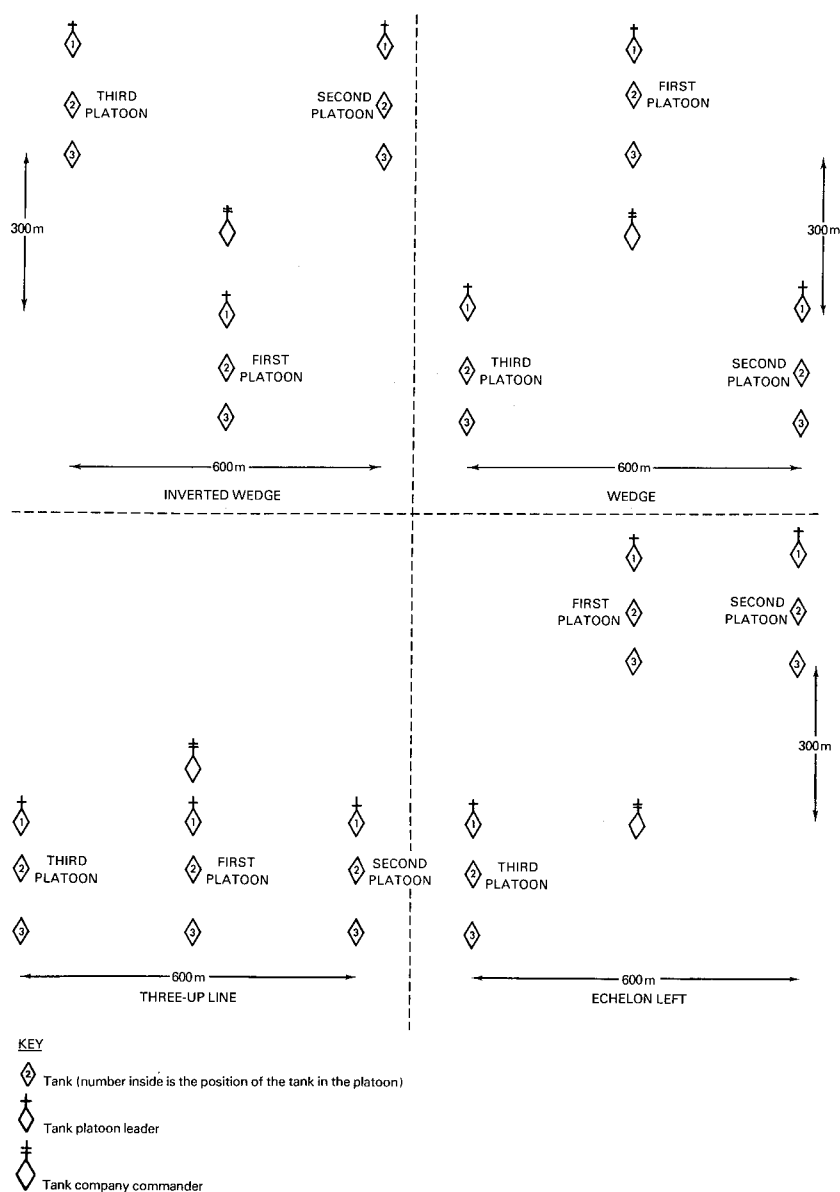 1
1
2
THIRD
PLATOON
SECOND
PLATOON
2
3
3
300m
1
FIRST
PLATOON
2
3
600m
INVERTED WEDGE
1
2
FIRST
PLATOON
3
300m
1
1
2
THIRD
PLATOON
SECOND
PLATOON
2
3
3
600m
WEDGE
1
1
1
2
THIRD
PLATOON
2
FIRST
PLATOON
2
SECOND
PLATOON
3
3
3
600m
THREE-UP LINE
1
1
FIRST
PLATOON
2
SECOND
PLATOON
2
3
3
300m
1
2
THIRD
PLATOON
3
600m
ECHELON LEFT
KEY
2
Tank (number inside is the position of the tank in the platoon)
Tank platoon leader
Tank company commander